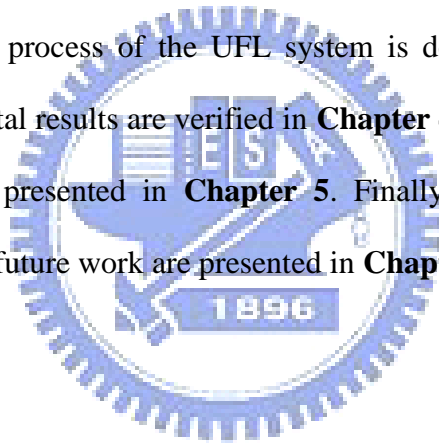 process of the UFL system is d
tal results are verified in Chapter
presented in Chapter 5. Finally
future work are presented in Chap
E S A
1896